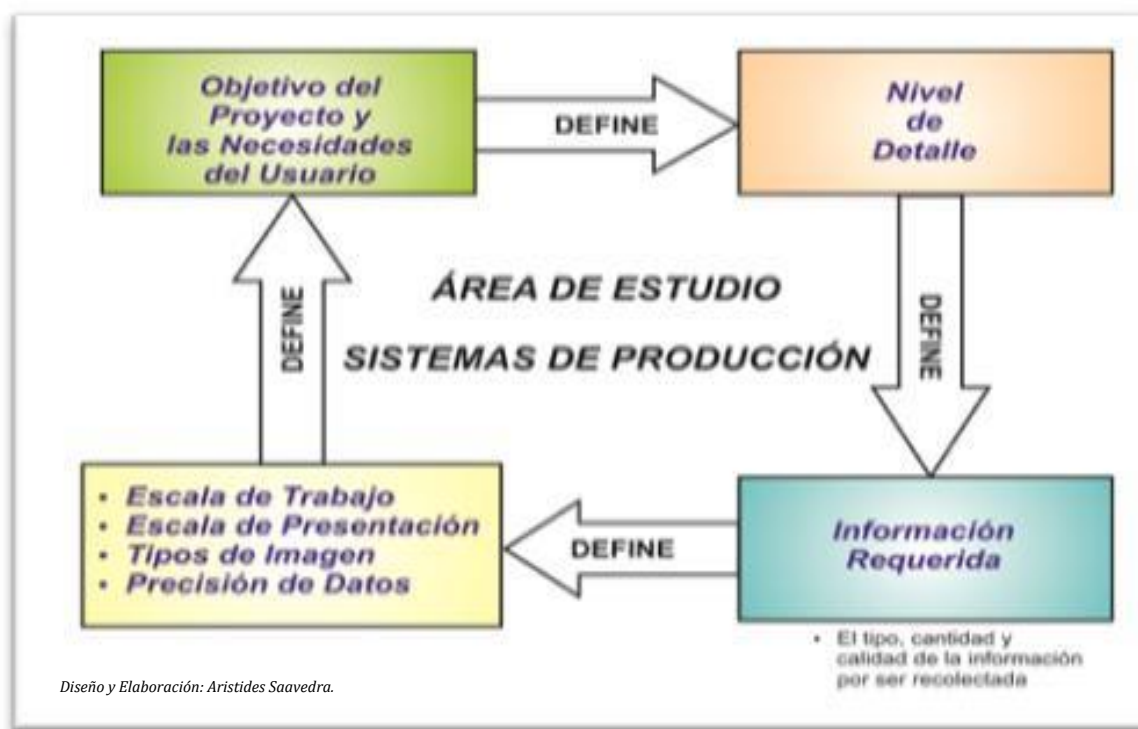 Objetivo del
Proyecto y
las Necesidades
del Usuario
DEFINE
Nivel
de
Detalle
DEFINE
ÁREA DE ESTUDIO
SISTEMAS DE PRODUCCIÓN
DEFINE
• Escala de Trabajo
• Escala de Presentación
• Tipos de Imagen
• Precisión de Datos
DEFINE
Información
Requerida
• El tipo, cantidad y
calidad de la información
por ser recolectada
Diseño y Elaboración: Aristides Saavedra.